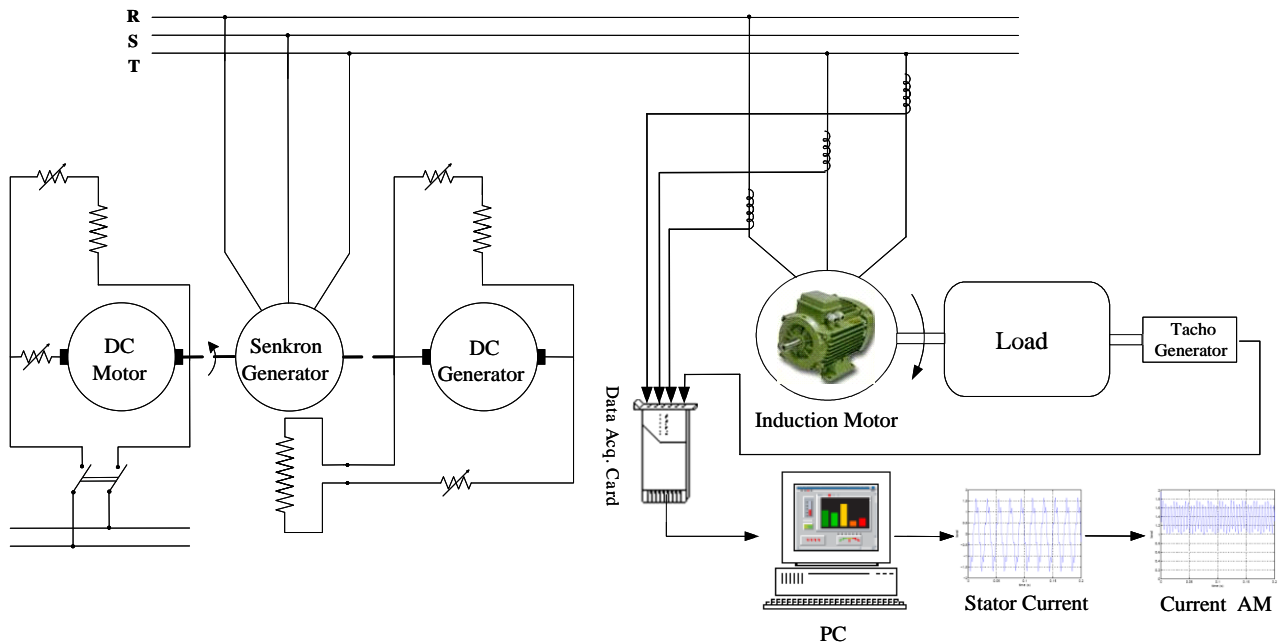 R
S
T
DC
Motor
Senkron
Generator
DC
Generator
Induction Motor
Load
Tacho
Generator
Data Acq. Card
PC
Stator Current
Current AM